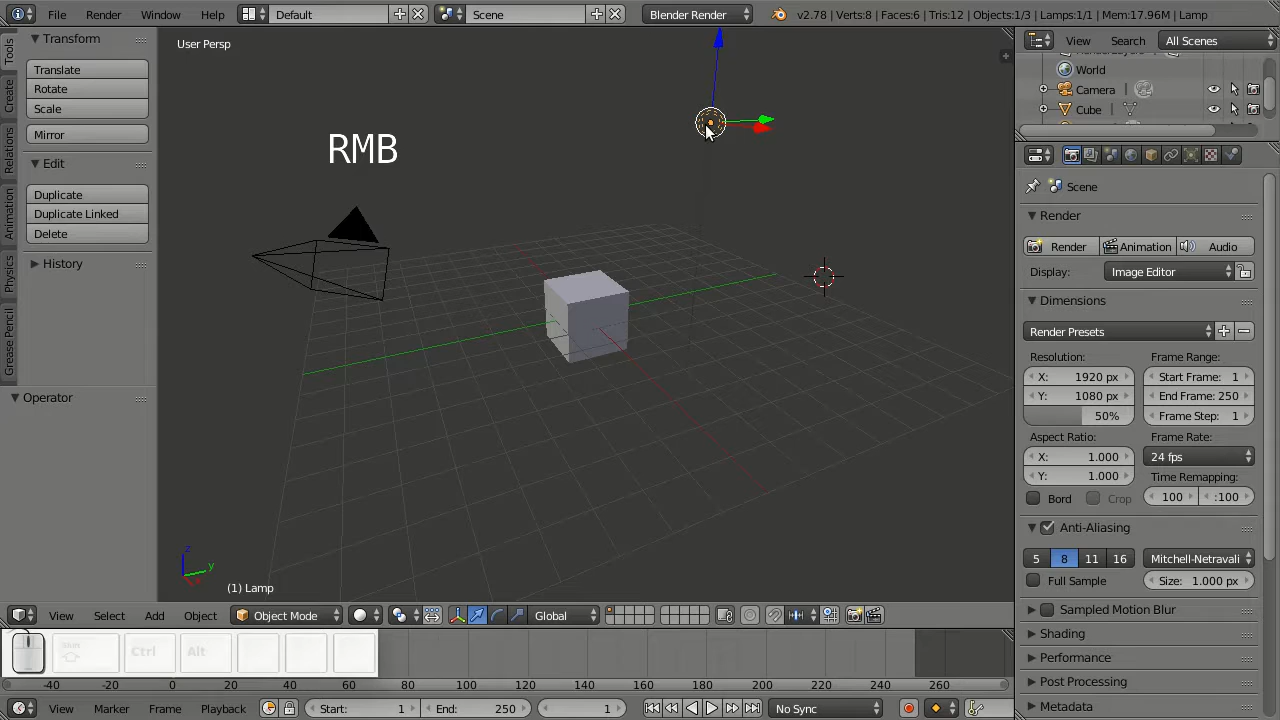 File Render Window Help Default Scene Blender Render v2.78 | Verts:8 | Faces:6 | Tris:12 | Objects:1/3 | Lamps:1/1 | Mem:17.96M | Lamp
Tools
Create
Relations
Animation
Physics
Grease Pencil
Transform
Translate
Rotate
Scale
Mirror
Edit
Duplicate
Duplicate Linked
Delete
History
Operator
User Persp
RMB
z
y
x
(1) Lamp
View Select Add Object Object Mode Global
Shift Ctrl Alt
-40 -20 0 20 40 60 80 100 120 140 160 180 200 220 240 260
View Marker Frame Playback Start: 1 End: 250 1 No Sync
View Search All Scenes
World
Camera
Cube
Scene
Render
Render Animation Audio
Display: Image Editor
Dimensions
Render Presets
Resolution: Frame Range:
X: 1920 px Start Frame: 1
Y: 1080 px End Frame: 250
50% Frame Step: 1
Aspect Ratio: Frame Rate:
X: 1.000 24 fps
Y: 1.000 Time Remapping:
Bord Crop 100 :100
Anti-Aliasing
5 8 11 16 Mitchell-Netravali
Full Sample Size: 1.000 px
Sampled Motion Blur
Shading
Performance
Post Processing
Metadata